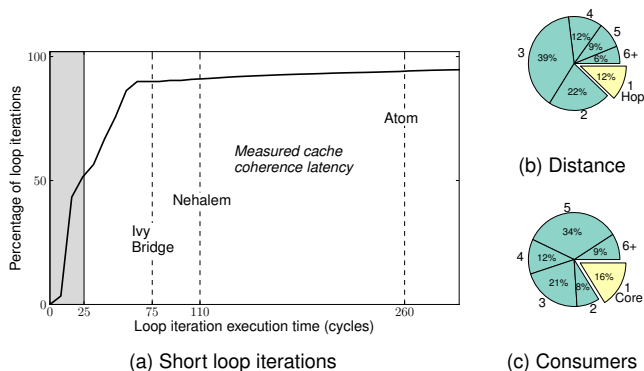 100
50
0
Percentage of loop iterations
Measured cache
coherence latency
Atom
Nehalem
Ivy
Bridge
0 25 75 110 260
Loop iteration execution time (cycles)
(a) Short loop iterations
4
5
6+
3
2
1
Hop
12%
9%
6%
39%
22%
12%
(b) Distance
5
6+
4
3
2
1
Core
34%
9%
12%
21%
8%
16%
(c) Consumers